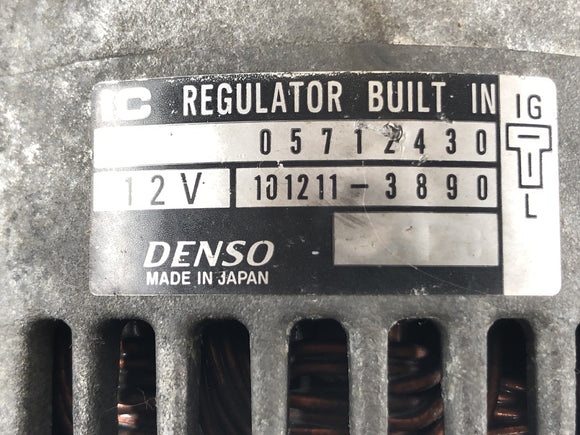 IC REGULATOR BUILT IN
IG
05712430
12V 101211-3890
L
DENSO
MADE IN JAPAN